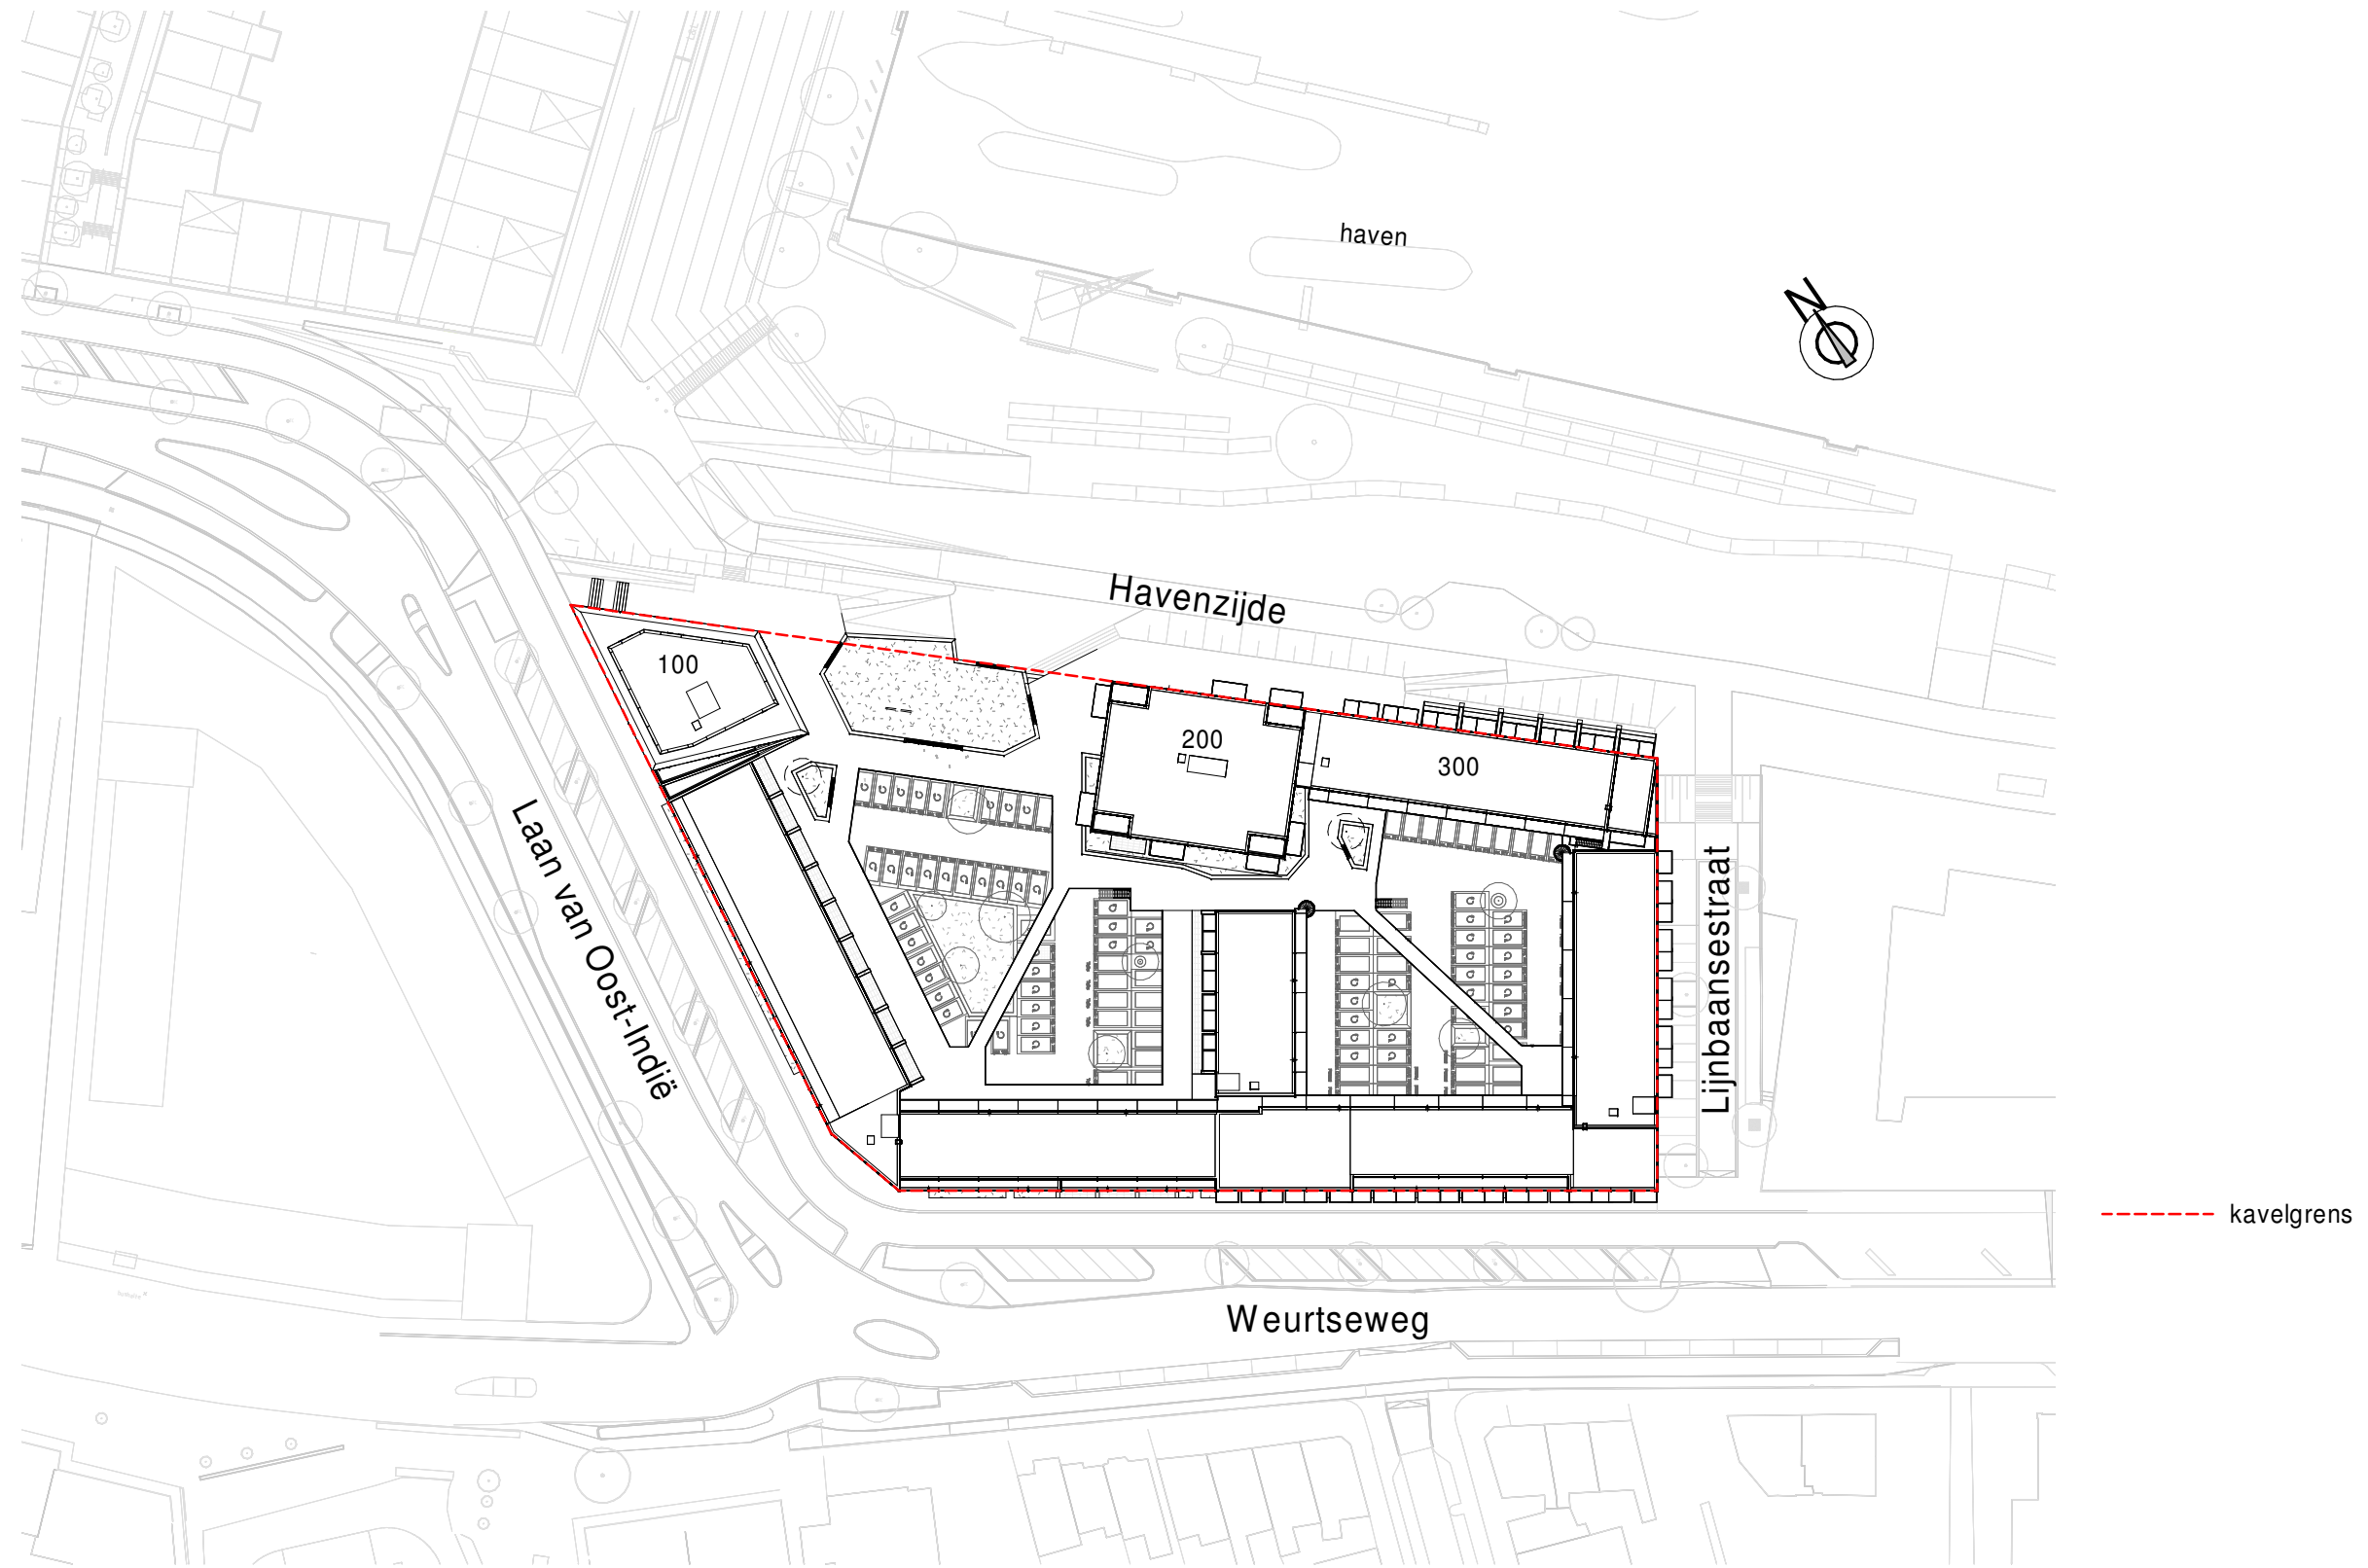 haven
N
Havenzijde
100
200
300
Laan van Oost-Indië
Lijnbaansestraat
kavelgrens
Weurtseweg